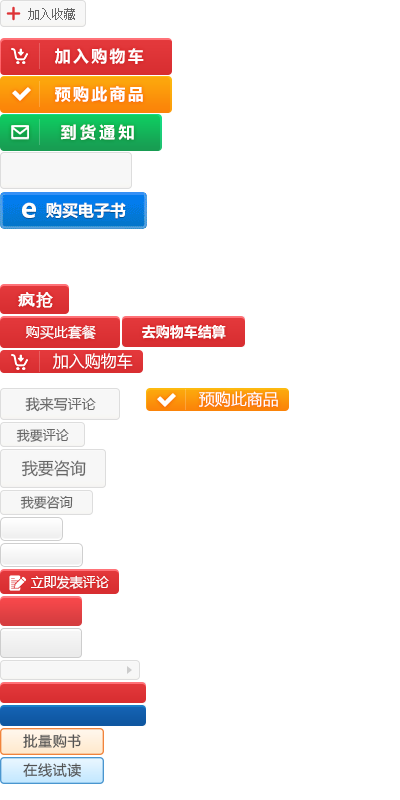 加入收藏
加入购物车
预购此商品
到货通知
e 购买电子书
疯抢
购买此套餐 去购物车结算
加入购物车
我来写评论 预购此商品
我要评论
我要咨询
我要咨询
立即发表评论
批量购书
在线试读